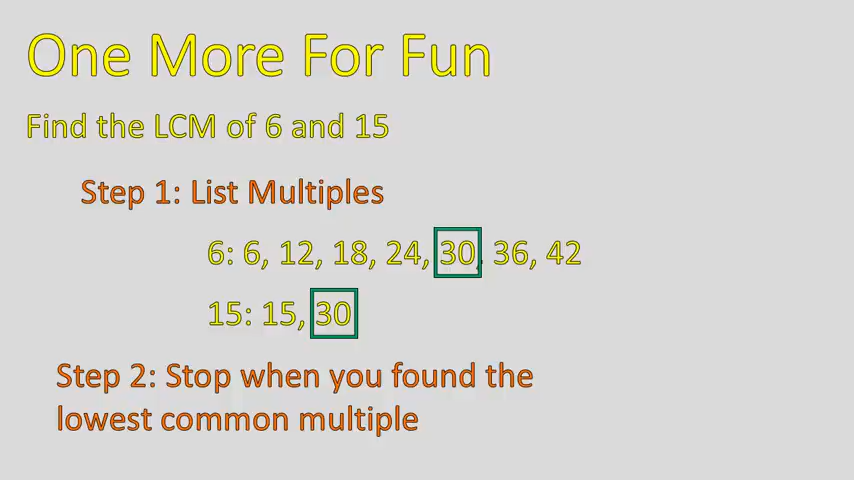 One More For Fun
Find the LCM of 6 and 15
Step 1: List Multiples
6: 6, 12, 18, 24, 30, 36, 42
15: 15, 30
Step 2: Stop when you found the
lowest common multiple